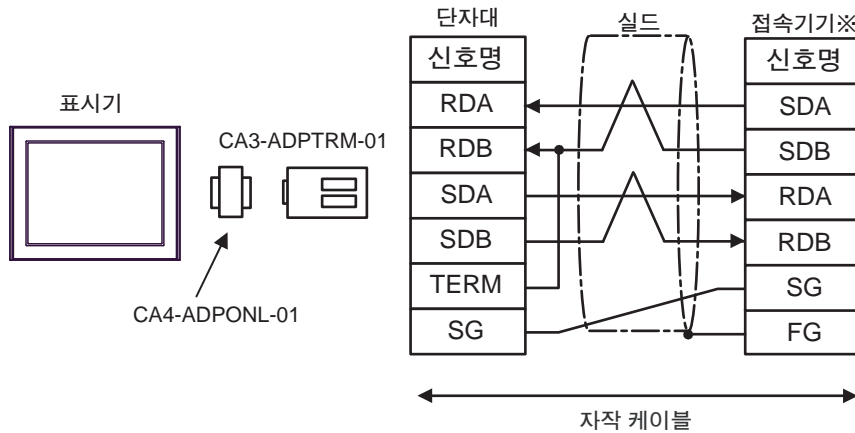 단자대
실드
접속기기※
신호명
신호명
RDA
SDA
표시기
CA3-ADPTRM-01
RDB
SDB
SDA
RDA
SDB
RDB
TERM
SG
CA4-ADPONL-01
SG
FG
자작 케이블